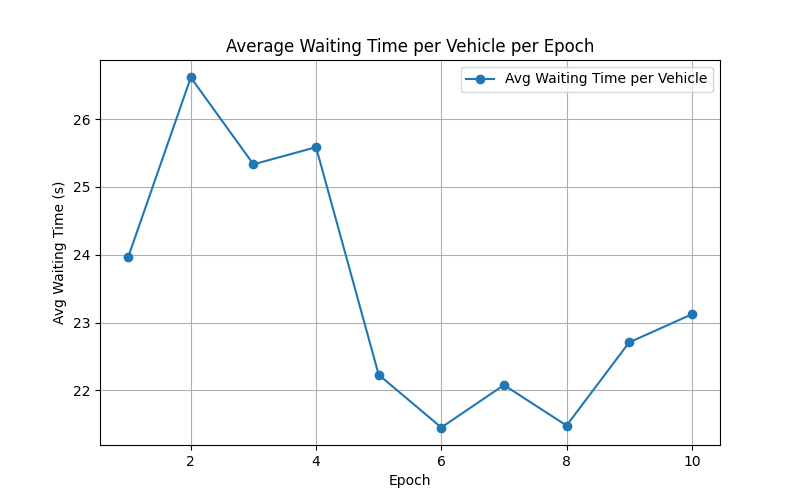 Average Waiting Time per Vehicle per Epoch
Avg Waiting Time per Vehicle
Avg Waiting Time (s)
26
25
24
23
22
2 4 6 8 10
Epoch